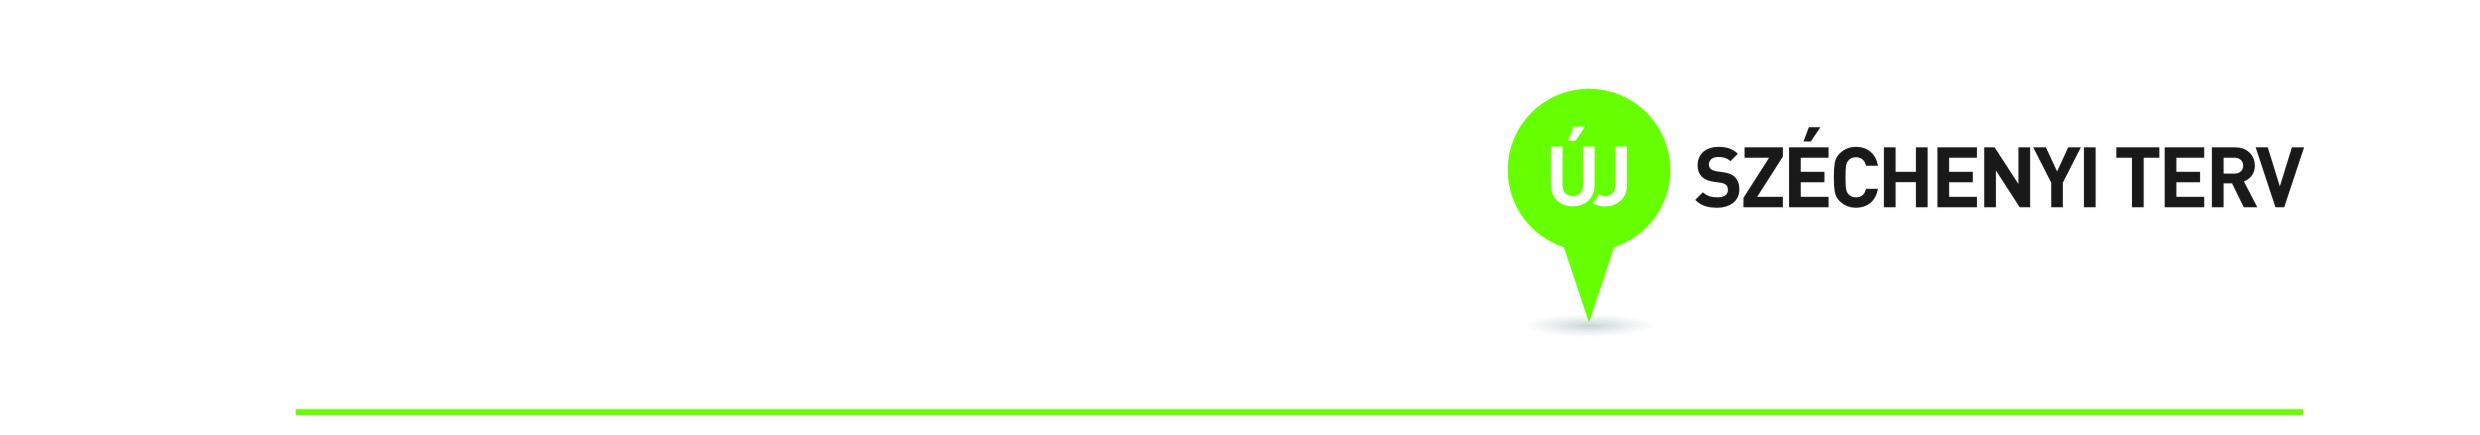 ÚJ SZÉCHENYI TERV